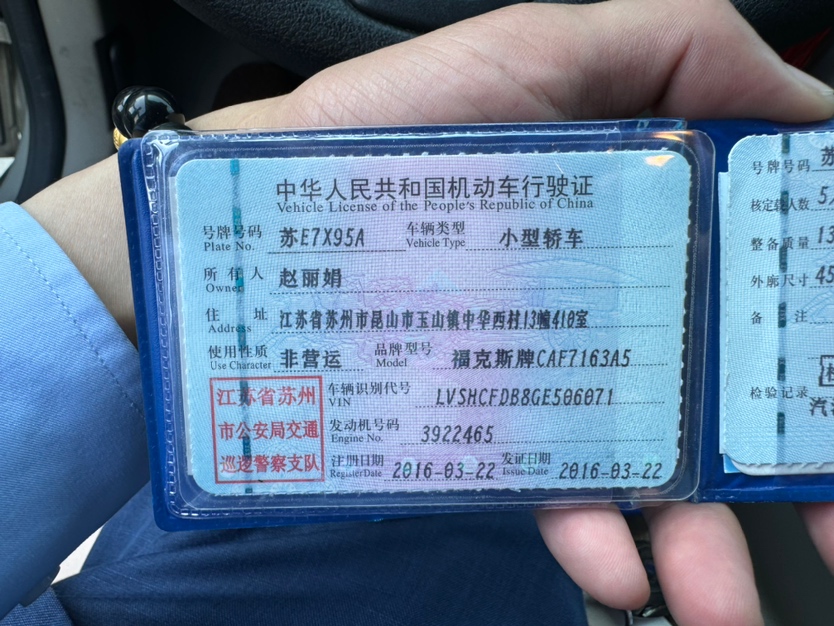 中华人民共和国机动车行驶证
Vehicle License of the People's Republic of China
号牌号码 苏E7X95A 车辆类型 小型轿车
Plate No. Vehicle Type
所有人 赵丽娟
Owner
住址 江苏省苏州市昆山市玉山镇中华西村13幢410室
Address
使用性质 非营运 品牌型号 福克斯牌CAF7163A5
Use Character Model
江苏省苏州
市公安局交通
巡逻警察支队
车辆识别代号 LVSHCFDB8GE506071
VIN
发动机号码 3922465
Engine No.
注册日期 2016-03-22 发证日期 2016-03-22
Register Date Issue Date
号牌号码 苏
核定载人数 5
整备质量 13
外廓尺寸 45
备注
检验记录